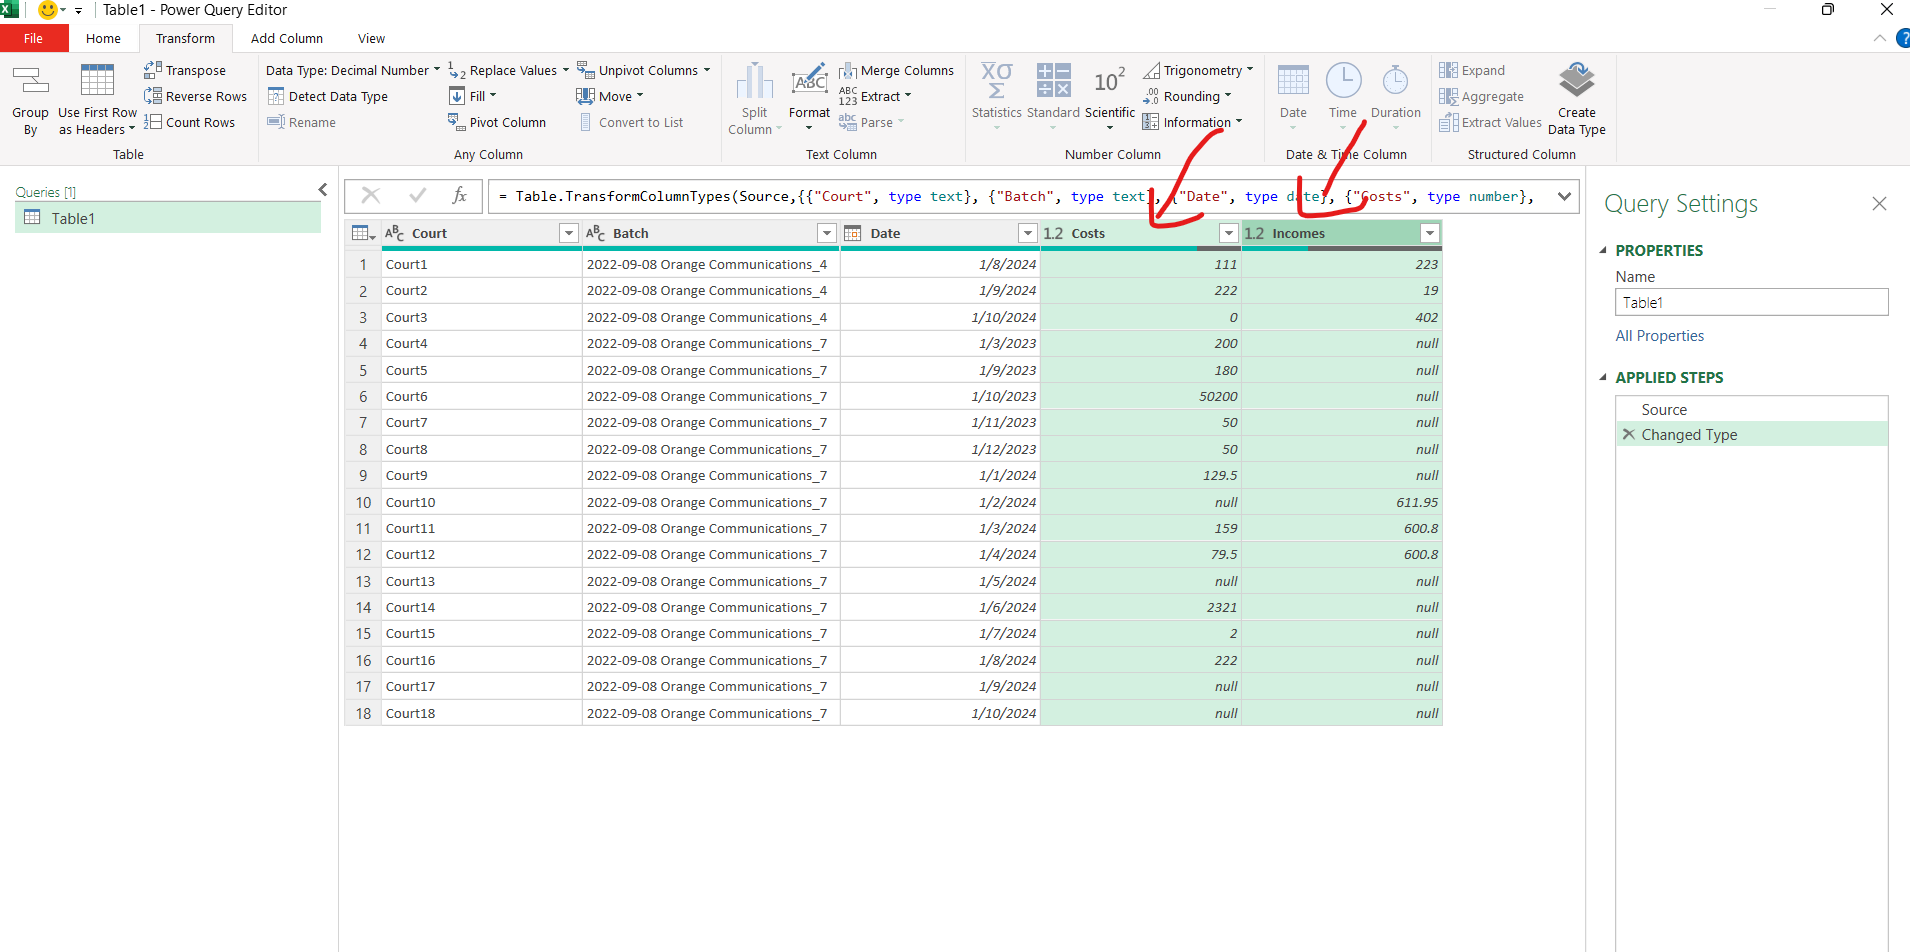 Table1 - Power Query Editor
File Home Transform Add Column View
Group By
Use First Row as Headers
Transpose
Reverse Rows
Count Rows
Table
Data Type: Decimal Number
Detect Data Type
Rename
Replace Values
Fill
Pivot Column
Unpivot Columns
Move
Convert to List
Any Column
Split Column
Format
Merge Columns
Extract
Parse
Text Column
Statistics
Standard
Scientific
Trigonometry
Rounding
Information
Number Column
Date
Time
Duration
Date & Time Column
Expand
Aggregate
Extract Values
Create Data Type
Structured Column
Queries [1]
Table1
fx = Table.TransformColumnTypes(Source,{{"Court", type text}, {"Batch", type text}, {"Date", type date}, {"Costs", type number},
ABC Court ABC Batch Date 1.2 Costs 1.2 Incomes
1 Court1 2022-09-08 Orange Communications_4 1/8/2024 111 223
2 Court2 2022-09-08 Orange Communications_4 1/9/2024 222 19
3 Court3 2022-09-08 Orange Communications_4 1/10/2024 0 402
4 Court4 2022-09-08 Orange Communications_7 1/3/2023 200 null
5 Court5 2022-09-08 Orange Communications_7 1/9/2023 180 null
6 Court6 2022-09-08 Orange Communications_7 1/10/2023 50200 null
7 Court7 2022-09-08 Orange Communications_7 1/11/2023 50 null
8 Court8 2022-09-08 Orange Communications_7 1/12/2023 50 null
9 Court9 2022-09-08 Orange Communications_7 1/1/2024 129.5 null
10 Court10 2022-09-08 Orange Communications_7 1/2/2024 null 611.95
11 Court11 2022-09-08 Orange Communications_7 1/3/2024 159 600.8
12 Court12 2022-09-08 Orange Communications_7 1/4/2024 79.5 600.8
13 Court13 2022-09-08 Orange Communications_7 1/5/2024 null null
14 Court14 2022-09-08 Orange Communications_7 1/6/2024 2321 null
15 Court15 2022-09-08 Orange Communications_7 1/7/2024 2 null
16 Court16 2022-09-08 Orange Communications_7 1/8/2024 222 null
17 Court17 2022-09-08 Orange Communications_7 1/9/2024 null null
18 Court18 2022-09-08 Orange Communications_7 1/10/2024 null null
Query Settings
PROPERTIES
Name
Table1
All Properties
APPLIED STEPS
Source
Changed Type